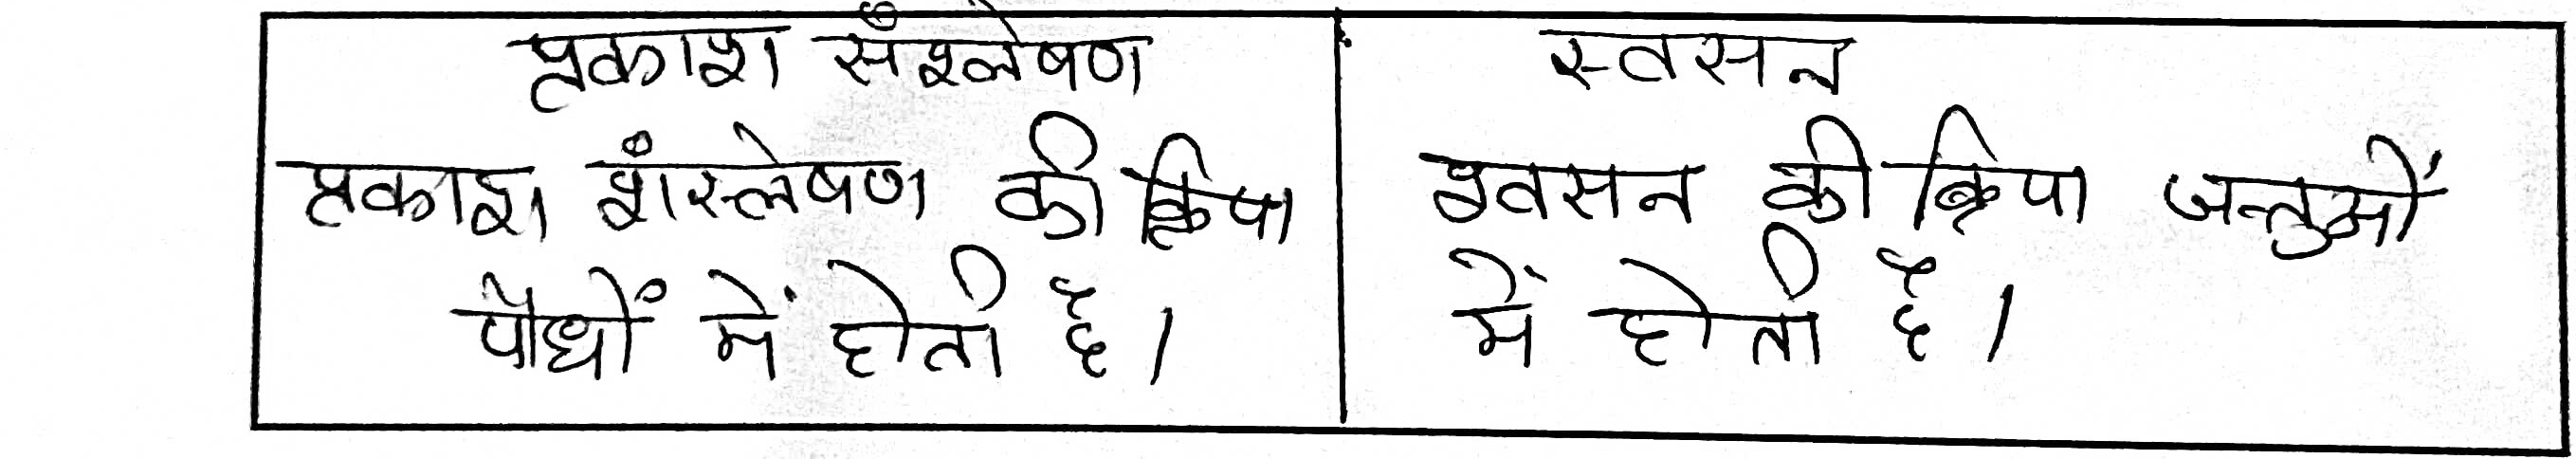 प्रकाश संश्लेषण
प्रकाश शंस्लेषण की क्रिया
पौधों में होती है।
स्वसन
श्वसन की क्रिया जन्तुओं
में होती है।